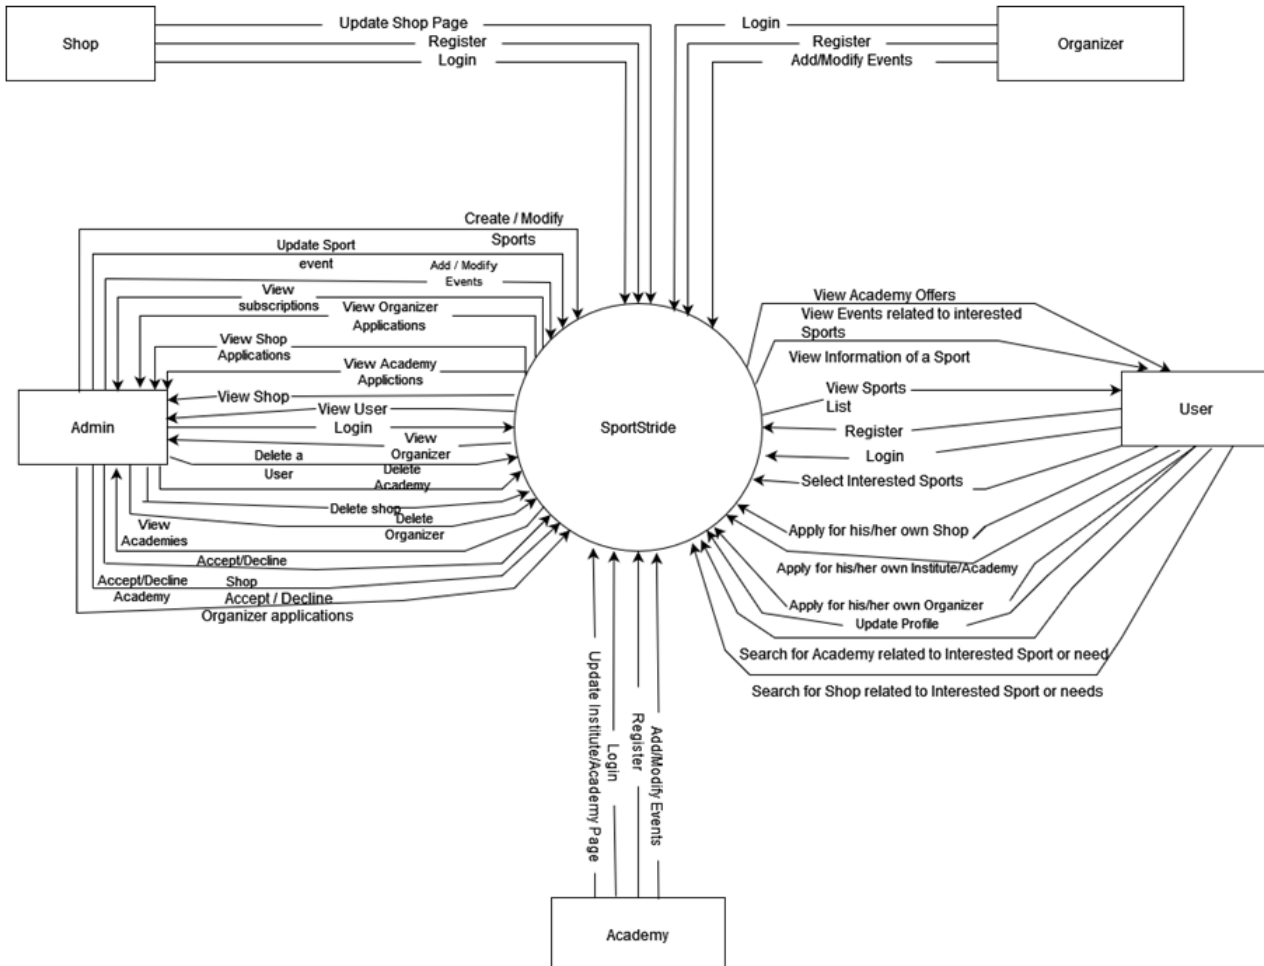 Shop
Update Shop Page
Register
Login
Login
Register
Add/Modify Events
Organizer
Create / Modify
Sports
Update Sport
event
Add / Modify
Events
View
subscriptions
View Organizer
Applications
View Shop
Applications
View Academy
Applictions
View Shop
View User
Login
View
Organizer
Delete a
User
Delete
Academy
Delete shop
Delete
Organizer
View
Academies
Accept/Decline
Shop
Accept/Decline
Academy
Accept / Decline
Organizer applications
Admin
SportStride
View Academy Offers
View Events related to interested
Sports
View Information of a Sport
View Sports
List
Register
Login
Select Interested Sports
Apply for his/her own Shop
Apply for his/her own Institute/Academy
Apply for his/her own Organizer
Update Profile
Search for Academy related to Interested Sport or need
Search for Shop related to Interested Sport or needs
User
Update Institute/Academy Page
Login
Register
Add/Modify Events
Academy